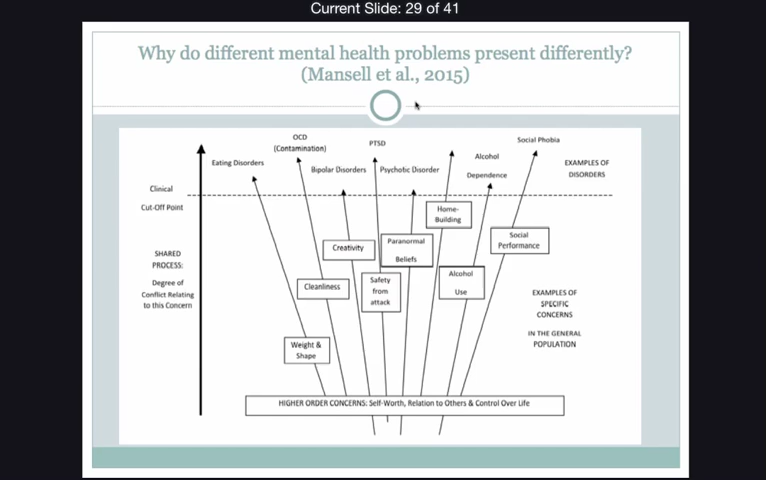 Current Slide: 29 of 41
Why do different mental health problems present differently?
(Mansell et al., 2015)
OCD
(Contamination)
PTSD
Social Phobia
Eating Disorders
Bipolar Disorders
Psychotic Disorder
Alcohol
Dependence
EXAMPLES OF
DISORDERS
Clinical
Cut-Off Point
Home-
Building
Creativity
Paranormal
Beliefs
Social
Performance
SHARED
PROCESS:
Degree of
Conflict Relating
to this Concern
Cleanliness
Safety
from
attack
Alcohol
Use
EXAMPLES OF
SPECIFIC
CONCERNS
IN THE GENERAL
POPULATION
Weight &
Shape
HIGHER ORDER CONCERNS: Self-Worth, Relation to Others & Control Over Life